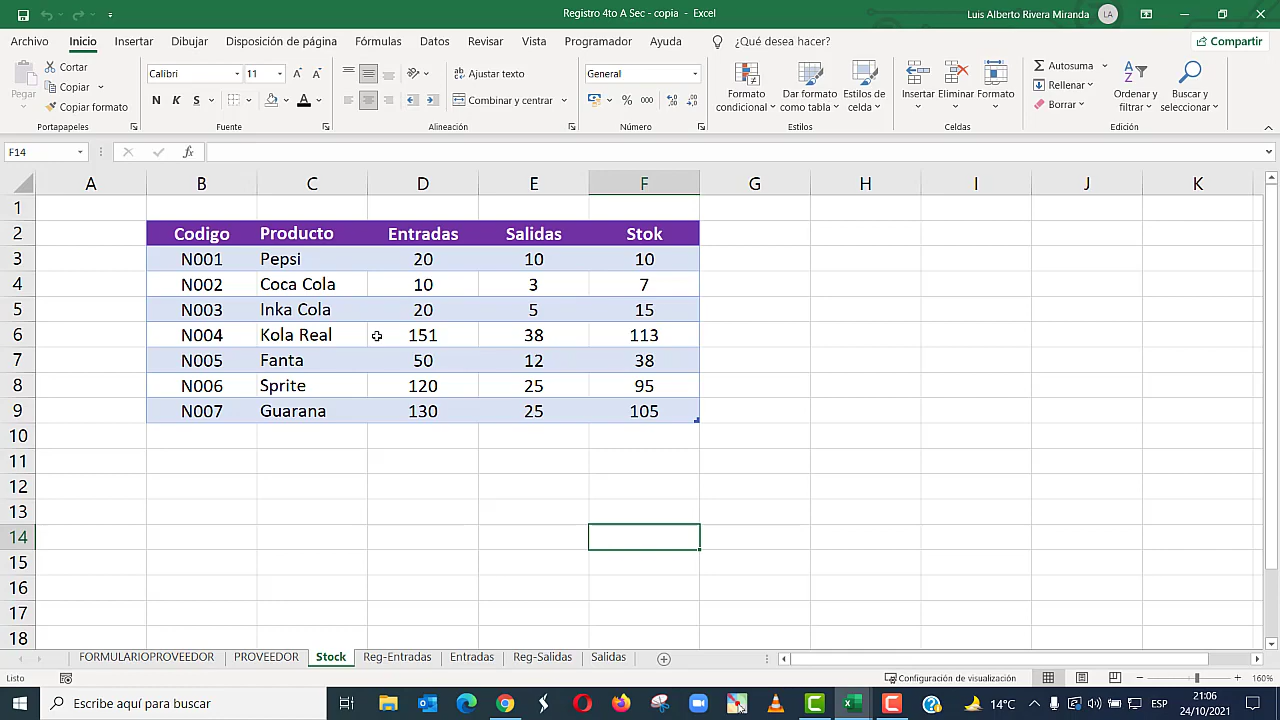 Registro 4to A Sec - copia - Excel
Luis Alberto Rivera Miranda LA
Archivo Inicio Insertar Dibujar Disposición de página Fórmulas Datos Revisar Vista Programador Ayuda ¿Qué desea hacer? Compartir
Pegar
Cortar
Copiar
Copiar formato
Portapapeles
Calibri 11
N K S
Fuente
Ajustar texto
Combinar y centrar
Alineación
General
% 000
Número
Formato condicional
Dar formato como tabla
Estilos de celda
Estilos
Insertar Eliminar Formato
Celdas
Autosuma
Rellenar
Borrar
Ordenar y filtrar
Buscar y seleccionar
Edición
F14 fx
A B C D E F G H I J K
1
2 Codigo Producto Entradas Salidas Stok
3 N001 Pepsi 20 10 10
4 N002 Coca Cola 10 3 7
5 N003 Inka Cola 20 5 15
6 N004 Kola Real 151 38 113
7 N005 Fanta 50 12 38
8 N006 Sprite 120 25 95
9 N007 Guarana 130 25 105
10
11
12
13
14
15
16
17
18
FORMULARIOPROVEEDOR PROVEEDOR Stock Reg-Entradas Entradas Reg-Salidas Salidas
Listo Configuración de visualización 160%
Escribe aquí para buscar 14°C ESP 21:06
24/10/2021